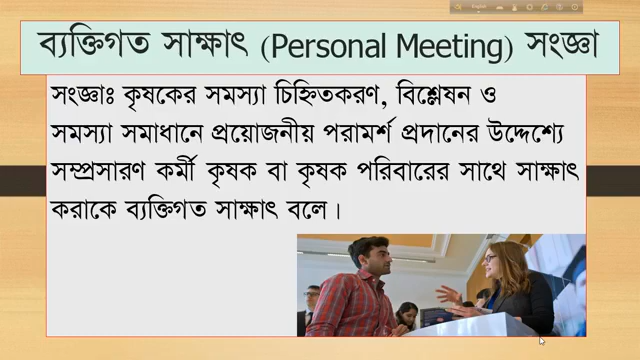 ব্যক্তিগত সাক্ষাৎ (Personal Meeting) সংজ্ঞা
সংজ্ঞাঃ কৃষকের সমস্যা চিহ্নিতকরণ, বিশ্লেষন ও
সমস্যা সমাধানে প্রয়োজনীয় পরামর্শ প্রদানের উদ্দেশ্যে
সম্প্রসারণ কর্মী কৃষক বা কৃষক পরিবারের সাথে সাক্ষাৎ
করাকে ব্যক্তিগত সাক্ষাৎ বলে।